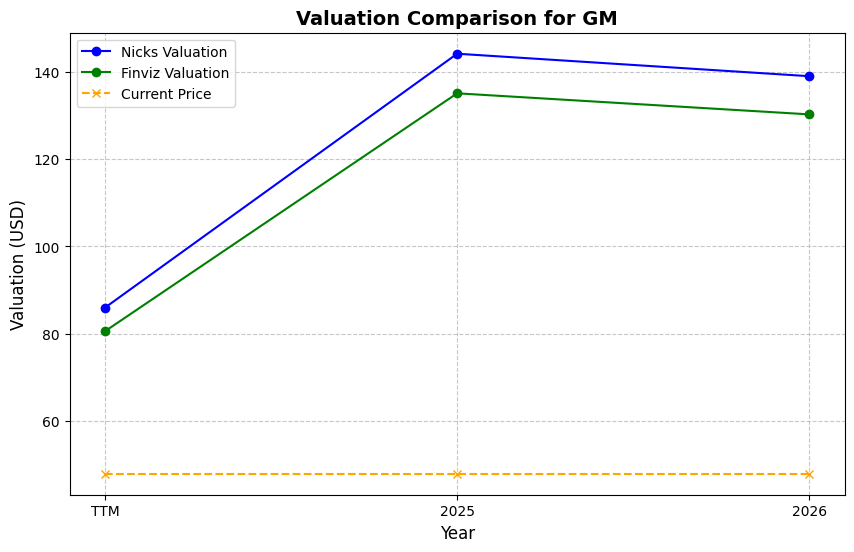 Valuation Comparison for GM
Nicks Valuation
Finviz Valuation
Current Price
Valuation (USD)
140
120
100
80
60
TTM
2025
2026
Year